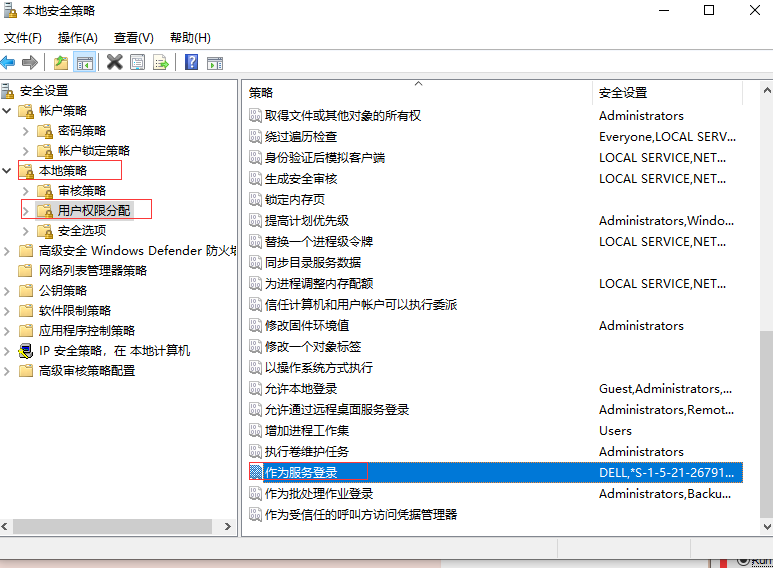 本地安全策略
文件(F) 操作(A) 查看(V) 帮助(H)
安全设置
帐户策略
密码策略
帐户锁定策略
本地策略
审核策略
用户权限分配
安全选项
高级安全 Windows Defender 防火墙
网络列表管理器策略
公钥策略
软件限制策略
应用程序控制策略
IP 安全策略，在 本地计算机
高级审核策略配置
策略 安全设置
取得文件或其他对象的所有权 Administrators
绕过遍历检查 Everyone,LOCAL SERV...
身份验证后模拟客户端 LOCAL SERVICE,NET...
生成安全审核 LOCAL SERVICE,NET...
锁定内存页
提高计划优先级 Administrators,Windo...
替换一个进程级令牌 LOCAL SERVICE,NET...
同步目录服务数据
为进程调整内存配额 LOCAL SERVICE,NET...
信任计算机和用户帐户可以执行委派
修改固件环境值 Administrators
修改一个对象标签
以操作系统方式执行
允许本地登录 Guest,Administrators,...
允许通过远程桌面服务登录 Administrators,Remot...
增加进程工作集 Users
执行卷维护任务 Administrators
作为服务登录 DELL,*S-1-5-21-26791...
作为批处理作业登录 Administrators,Backu...
作为受信任的呼叫方访问凭据管理器